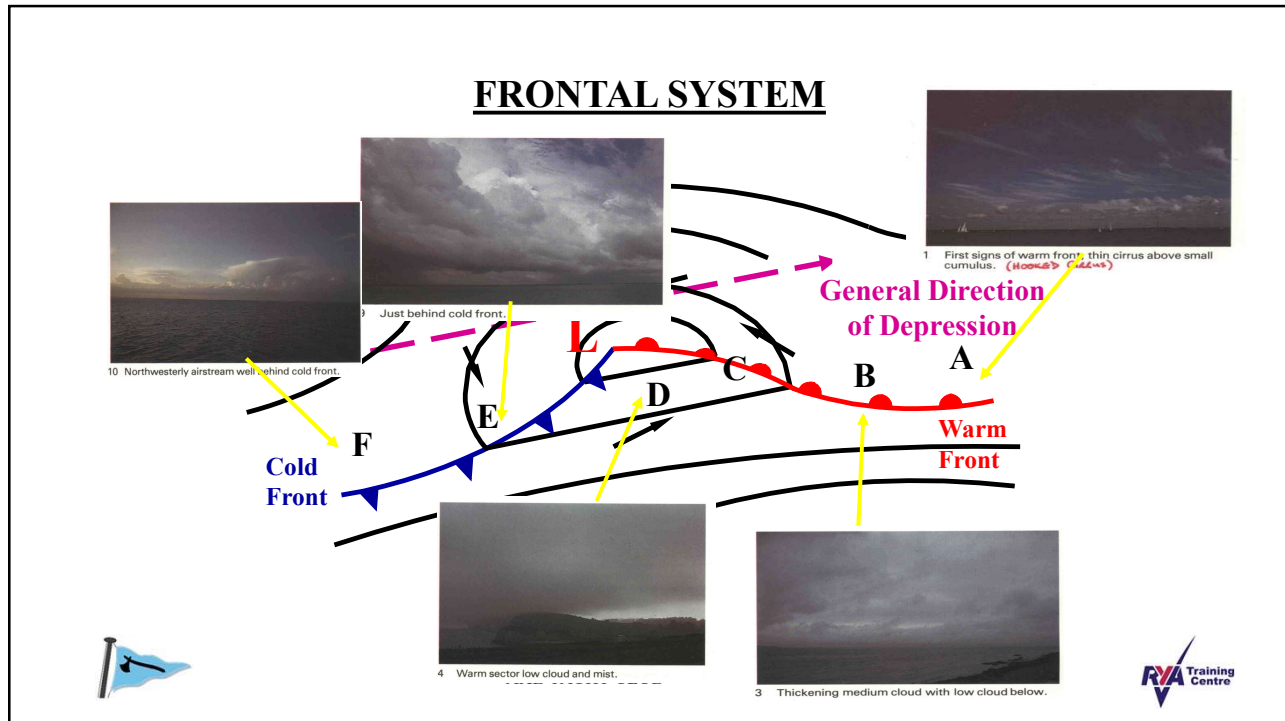 FRONTAL SYSTEM
1 First signs of warm front, thin cirrus above small
cumulus. (HOOKED CIRRUS)
General Direction
of Depression
9 Just behind cold front.
10 Northwesterly airstream well behind cold front.
L
A
B
C
D
E
F
Warm
Front
Cold
Front
4 Warm sector low cloud and mist.
3 Thickening medium cloud with low cloud below.
RYA Training
Centre